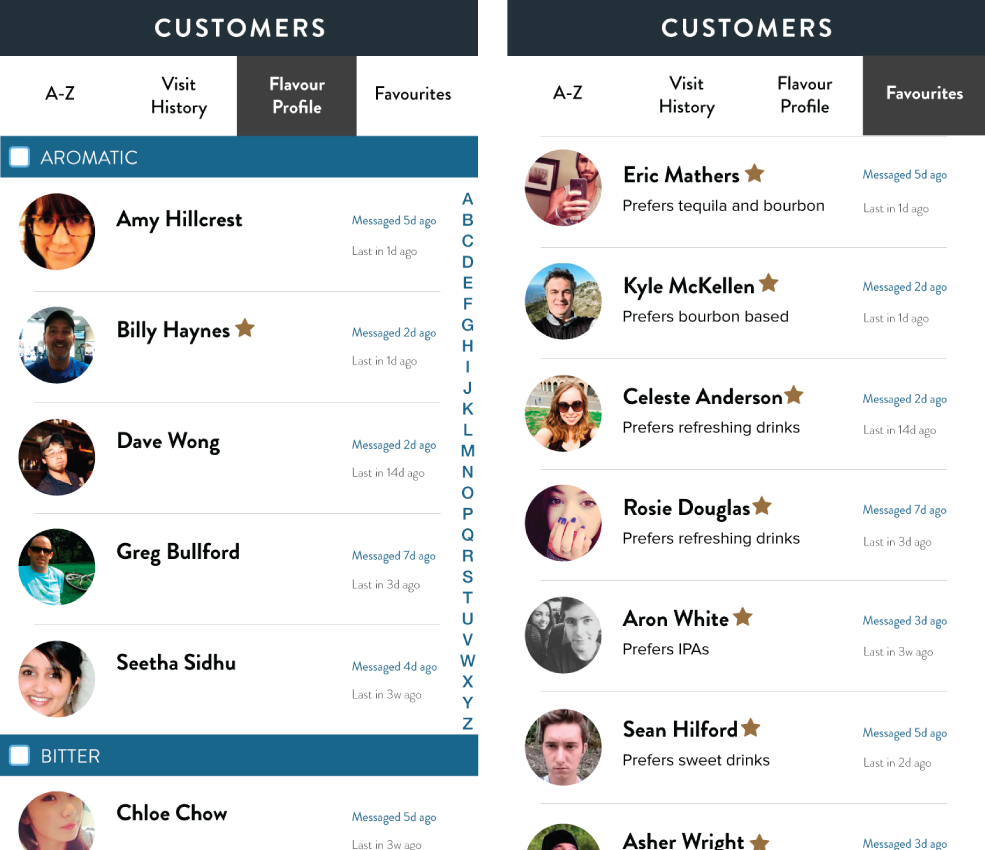 CUSTOMERS
A-Z
Visit
History
Flavour
Profile
Favourites
AROMATIC
Amy Hillcrest
Messaged 5d ago
Last in 1d ago
Billy Haynes
Messaged 2d ago
Last in 1d ago
Dave Wong
Messaged 2d ago
Last in 14d ago
Greg Bullford
Messaged 7d ago
Last in 3d ago
Seetha Sidhu
Messaged 4d ago
Last in 3w ago
A
B
C
D
E
F
G
H
I
J
K
L
M
N
O
P
Q
R
S
T
U
V
W
X
Y
Z
BITTER
Chloe Chow
Messaged 5d ago
Last in 3w ago
CUSTOMERS
A-Z
Visit
History
Flavour
Profile
Favourites
Eric Mathers
Messaged 5d ago
Prefers tequila and bourbon
Last in 1d ago
Kyle McKellen
Messaged 2d ago
Prefers bourbon based
Last in 1d ago
Celeste Anderson
Messaged 2d ago
Prefers refreshing drinks
Last in 14d ago
Rosie Douglas
Messaged 7d ago
Prefers refreshing drinks
Last in 3d ago
Aron White
Messaged 3d ago
Prefers IPAs
Last in 3w ago
Sean Hilford
Messaged 5d ago
Prefers sweet drinks
Last in 2d ago
Asher Wright
Messaged 3d ago